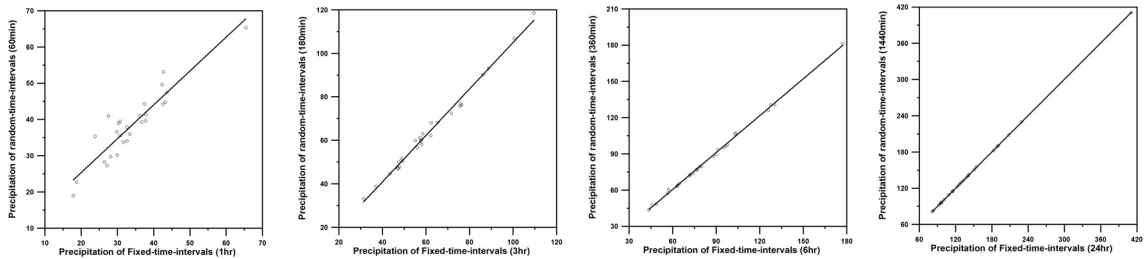 Precipitation of random-time-intervals (60min)
70
60
50
40
30
20
10
10 20 30 40 50 60 70
Precipitation of Fixed-time-intervals (1hr)
Precipitation of random-time-intervals (180min)
120
100
80
60
40
20
20 40 60 80 100 120
Precipitation of Fixed-time-intervals (3hr)
Precipitation of random-time-intervals (360min)
210
180
150
120
90
60
30
30 60 90 120 150 180
Precipitation of Fixed-time-intervals (6hr)
Precipitation of random-time-intervals (1440min)
420
360
300
240
180
120
60
60 120 180 240 300 360 420
Precipitation of Fixed-time-intervals (24hr)